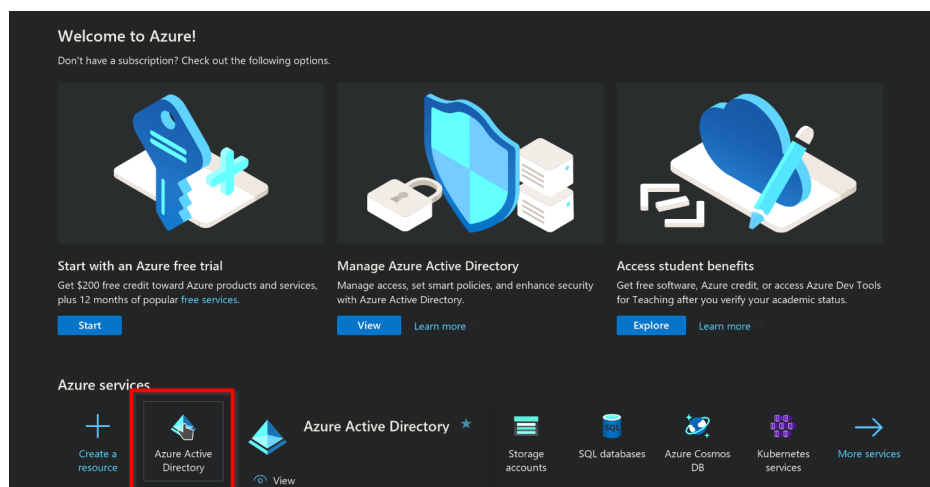 Welcome to Azure!
Don't have a subscription? Check out the following options.
Start with an Azure free trial
Get $200 free credit toward Azure products and services,
plus 12 months of popular free services.
Start
Manage Azure Active Directory
Manage access, set smart policies, and enhance security
with Azure Active Directory.
View
Learn more
Access student benefits
Get free software, Azure credit, or access Azure Dev Tools
for Teaching after you verify your academic status.
Explore
Learn more
Azure services
Create a
resource
Azure Active
Directory
Azure Active Directory
View
Storage
accounts
SQL
SQL databases
Azure Cosmos
DB
Kubernetes
services
More services